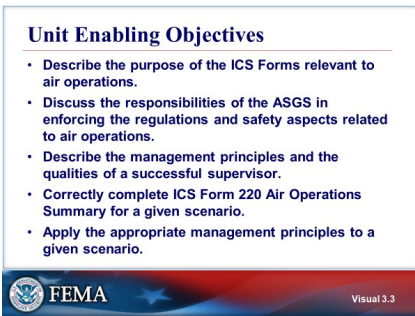 Unit Enabling Objectives
• Describe the purpose of the ICS Forms relevant to
air operations.
• Discuss the responsibilities of the ASGS in
enforcing the regulations and safety aspects related
to air operations.
• Describe the management principles and the
qualities of a successful supervisor.
• Correctly complete ICS Form 220 Air Operations
Summary for a given scenario.
• Apply the appropriate management principles to a
given scenario.
FEMA
Visual 3.3